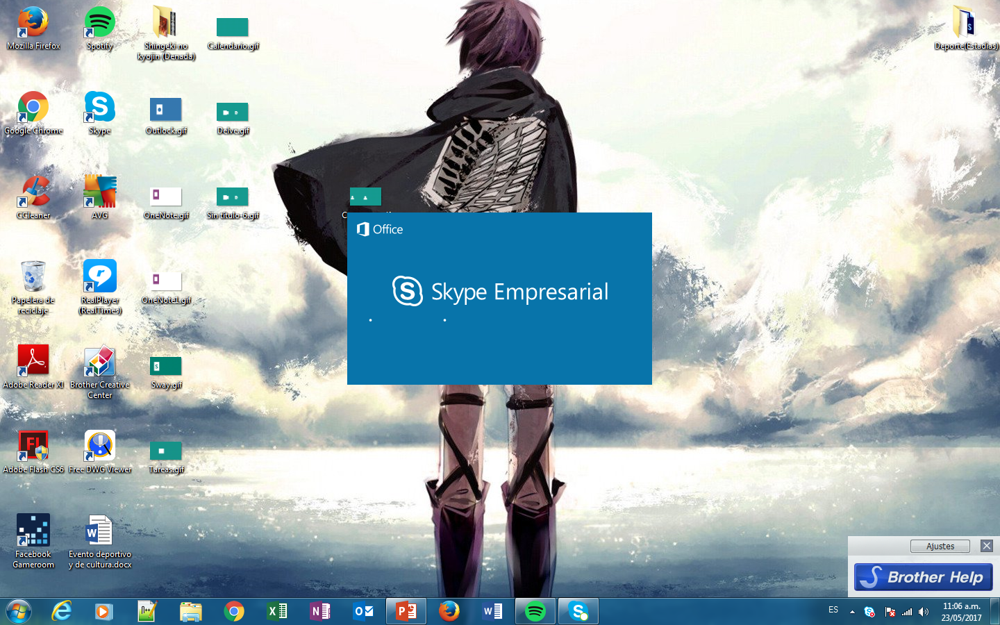 Mozilla Firefox
Spotify
Shingeki no
kyojin (Denada)
Calendario.gif
Deporte(Estadias)
Google Chrome
Skype
Outlock.gif
Delve.gif
CCleaner
AVG
OneNote.gif
Sin título-6.gif
Office
Skype Empresarial
Papelera de
reciclaje
RealPlayer
(RealTimes)
OneNote1.gif
Adobe Reader XI
Brother Creative
Center
Sway.gif
Adobe Flash CS6
Free DWG Viewer
Tareas.gif
Facebook
Gameroom
Evento deportivo
y de cultura.docx
Ajustes
Brother Help
ES
11:06 a.m.
23/05/2017